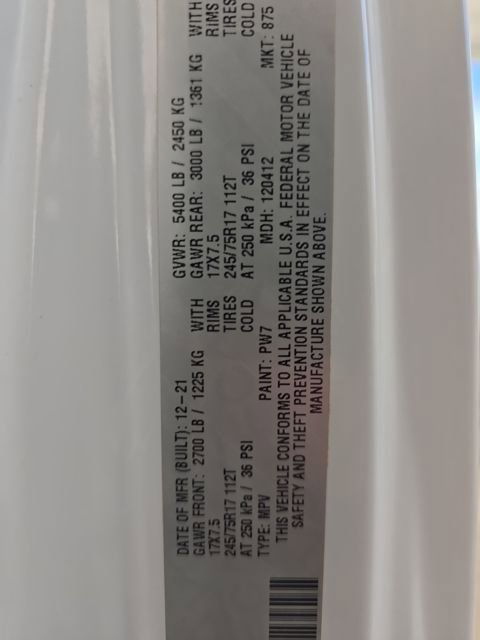 DATE OF MFR (BUILT): 12-21 GVWR: 5400 LB / 2450 KG
GAWR FRONT: 2700 LB / 1225 KG WITH GAWR REAR: 3000 LB / 1361 KG WITH
17X7.5 RIMS 17X7.5 RIMS
245/75R17 112T TIRES 245/75R17 112T TIRES
AT 250 kPa / 36 PSI COLD AT 250 kPa / 36 PSI COLD
TYPE: MPV PAINT: PW7 MDH: 120412 MKT: 875
THIS VEHICLE CONFORMS TO ALL APPLICABLE U.S.A. FEDERAL MOTOR VEHICLE
SAFETY AND THEFT PREVENTION STANDARDS IN EFFECT ON THE DATE OF
MANUFACTURE SHOWN ABOVE.